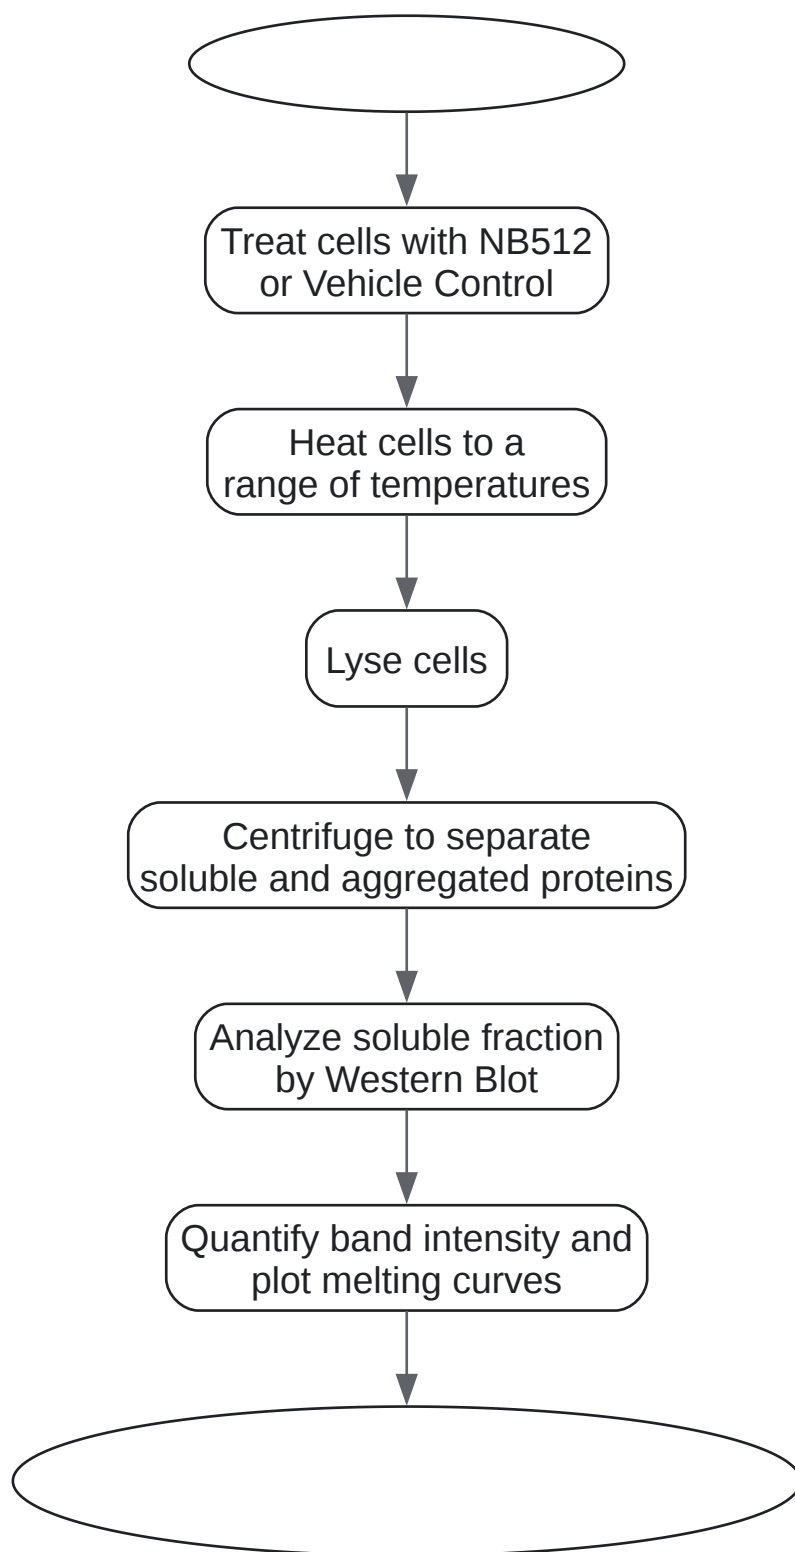 Treat cells with NB512
or Vehicle Control
Heat cells to a
range of temperatures
Lyse cells
Centrifuge to separate
soluble and aggregated proteins
Analyze soluble fraction
by Western Blot
Quantify band intensity and
plot melting curves